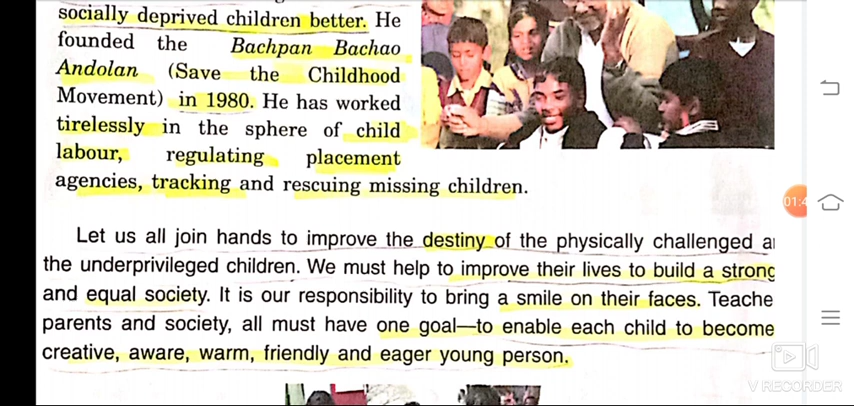 socially deprived children better. He
founded the Bachpan Bachao
Andolan (Save the Childhood
Movement) in 1980. He has worked
tirelessly in the sphere of child
labour, regulating placement
agencies, tracking and rescuing missing children.
Let us all join hands to improve the destiny of the physically challenged a
the underprivileged children. We must help to improve their lives to build a strong
and equal society. It is our responsibility to bring a smile on their faces. Teache
parents and society, all must have one goal—to enable each child to become
creative, aware, warm, friendly and eager young person.
01:4
V RECORDER